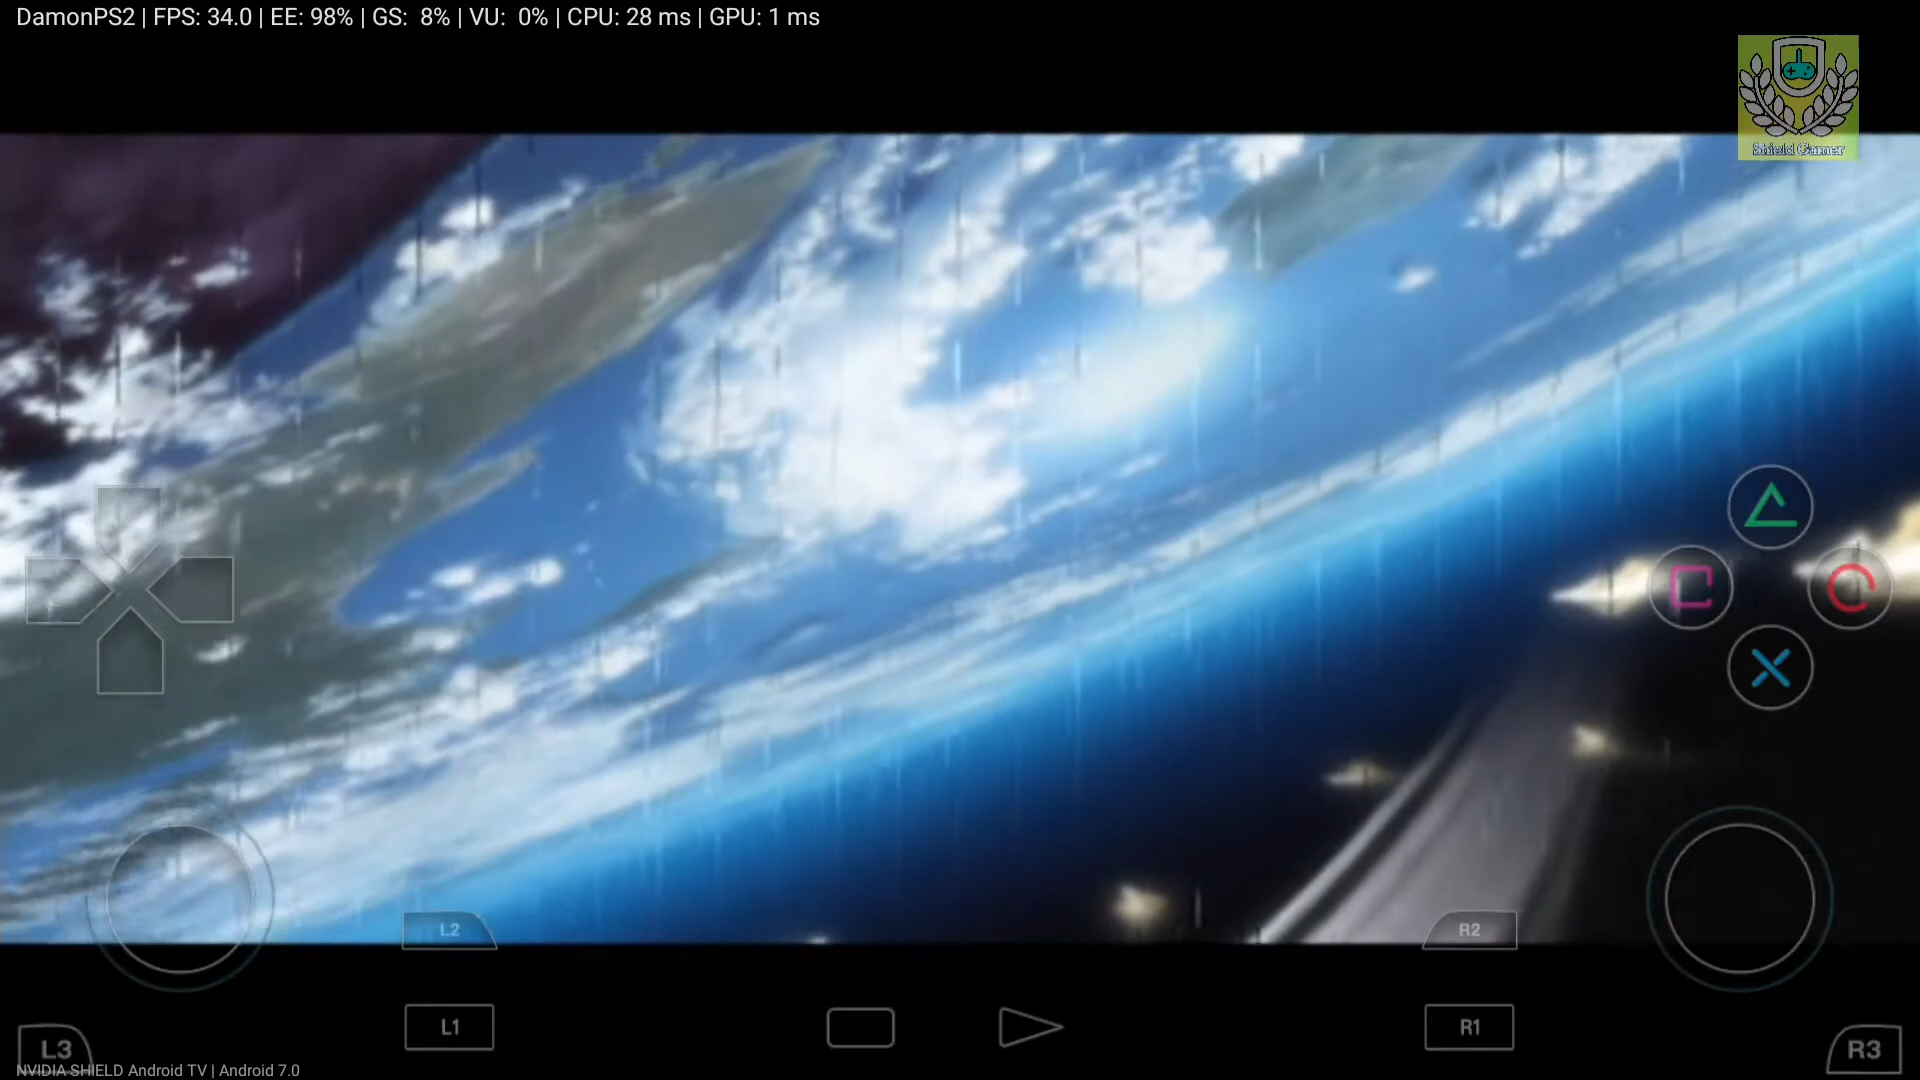 DamonPS2 | FPS: 34.0 | EE: 98% | GS: 8% | VU: 0% | CPU: 28 ms | GPU: 1 ms
Shield Gamer
L2
R2
L1
R1
L3
R3
NVIDIA SHIELD Android TV | Android 7.0